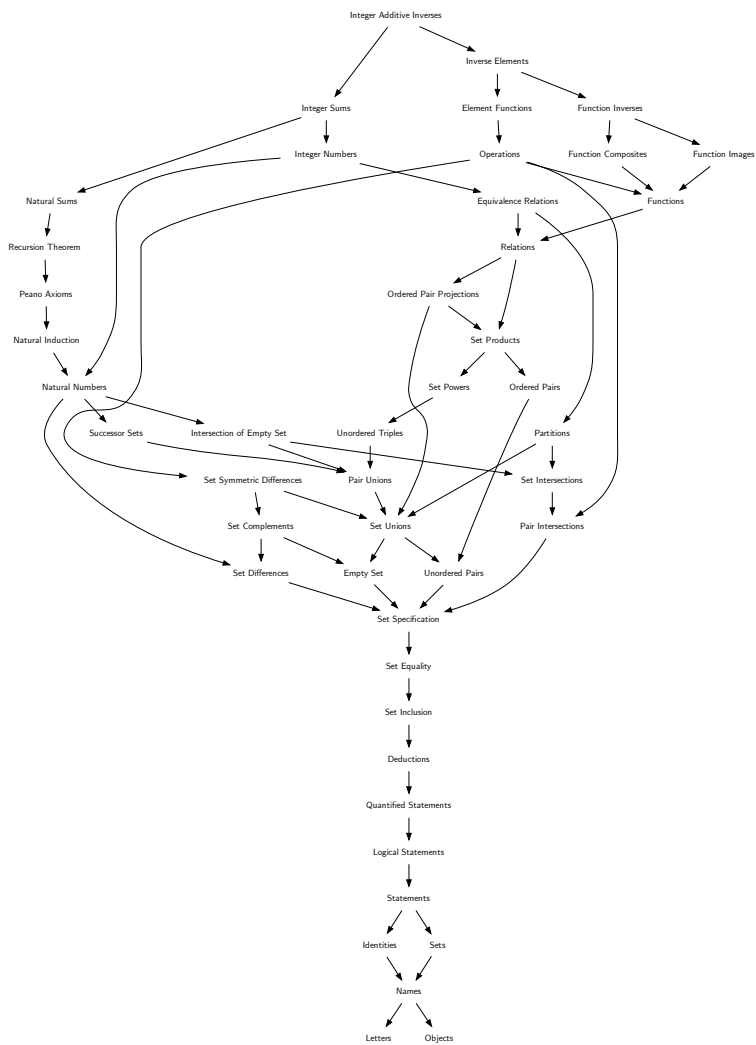 Integer Additive Inverses
Inverse Elements
Integer Sums
Element Functions
Function Inverses
Integer Numbers
Operations
Function Composites
Function Images
Natural Sums
Equivalence Relations
Functions
Recursion Theorem
Relations
Peano Axioms
Ordered Pair Projections
Natural Induction
Set Products
Natural Numbers
Set Powers
Ordered Pairs
Successor Sets
Intersection of Empty Set
Unordered Triples
Partitions
Set Symmetric Differences
Pair Unions
Set Intersections
Set Complements
Set Unions
Pair Intersections
Set Differences
Empty Set
Unordered Pairs
Set Specification
Set Equality
Set Inclusion
Deductions
Quantified Statements
Logical Statements
Statements
Identities
Sets
Names
Letters
Objects